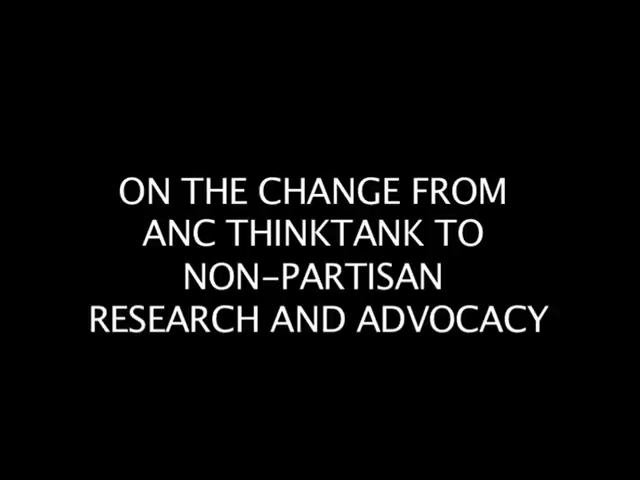 ON THE CHANGE FROM
ANC THINKTANK TO
NON-PARTISAN
RESEARCH AND ADVOCACY